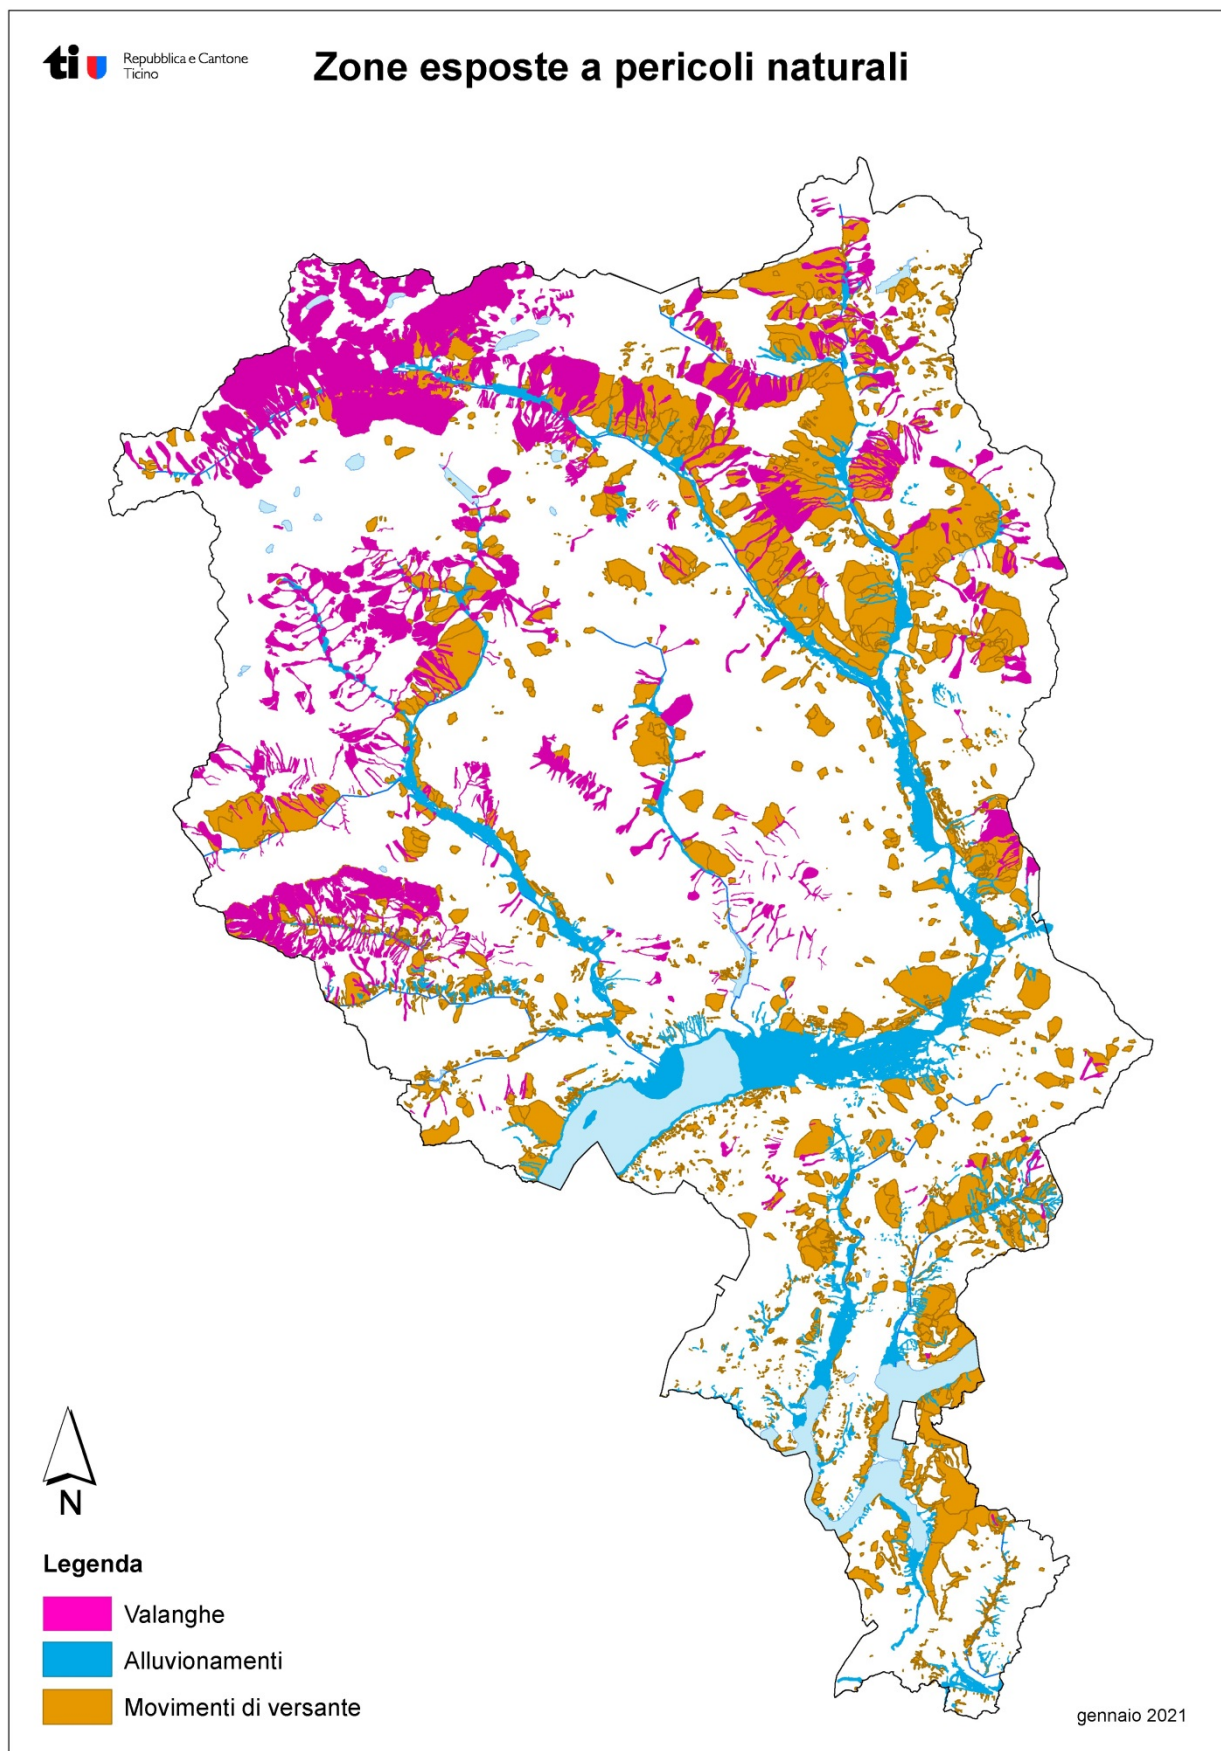 ti
Repubblica e Cantone
Ticino
Zone esposte a pericoli naturali
N
Legenda
Valanghe
Alluvionamenti
Movimenti di versante
gennaio 2021